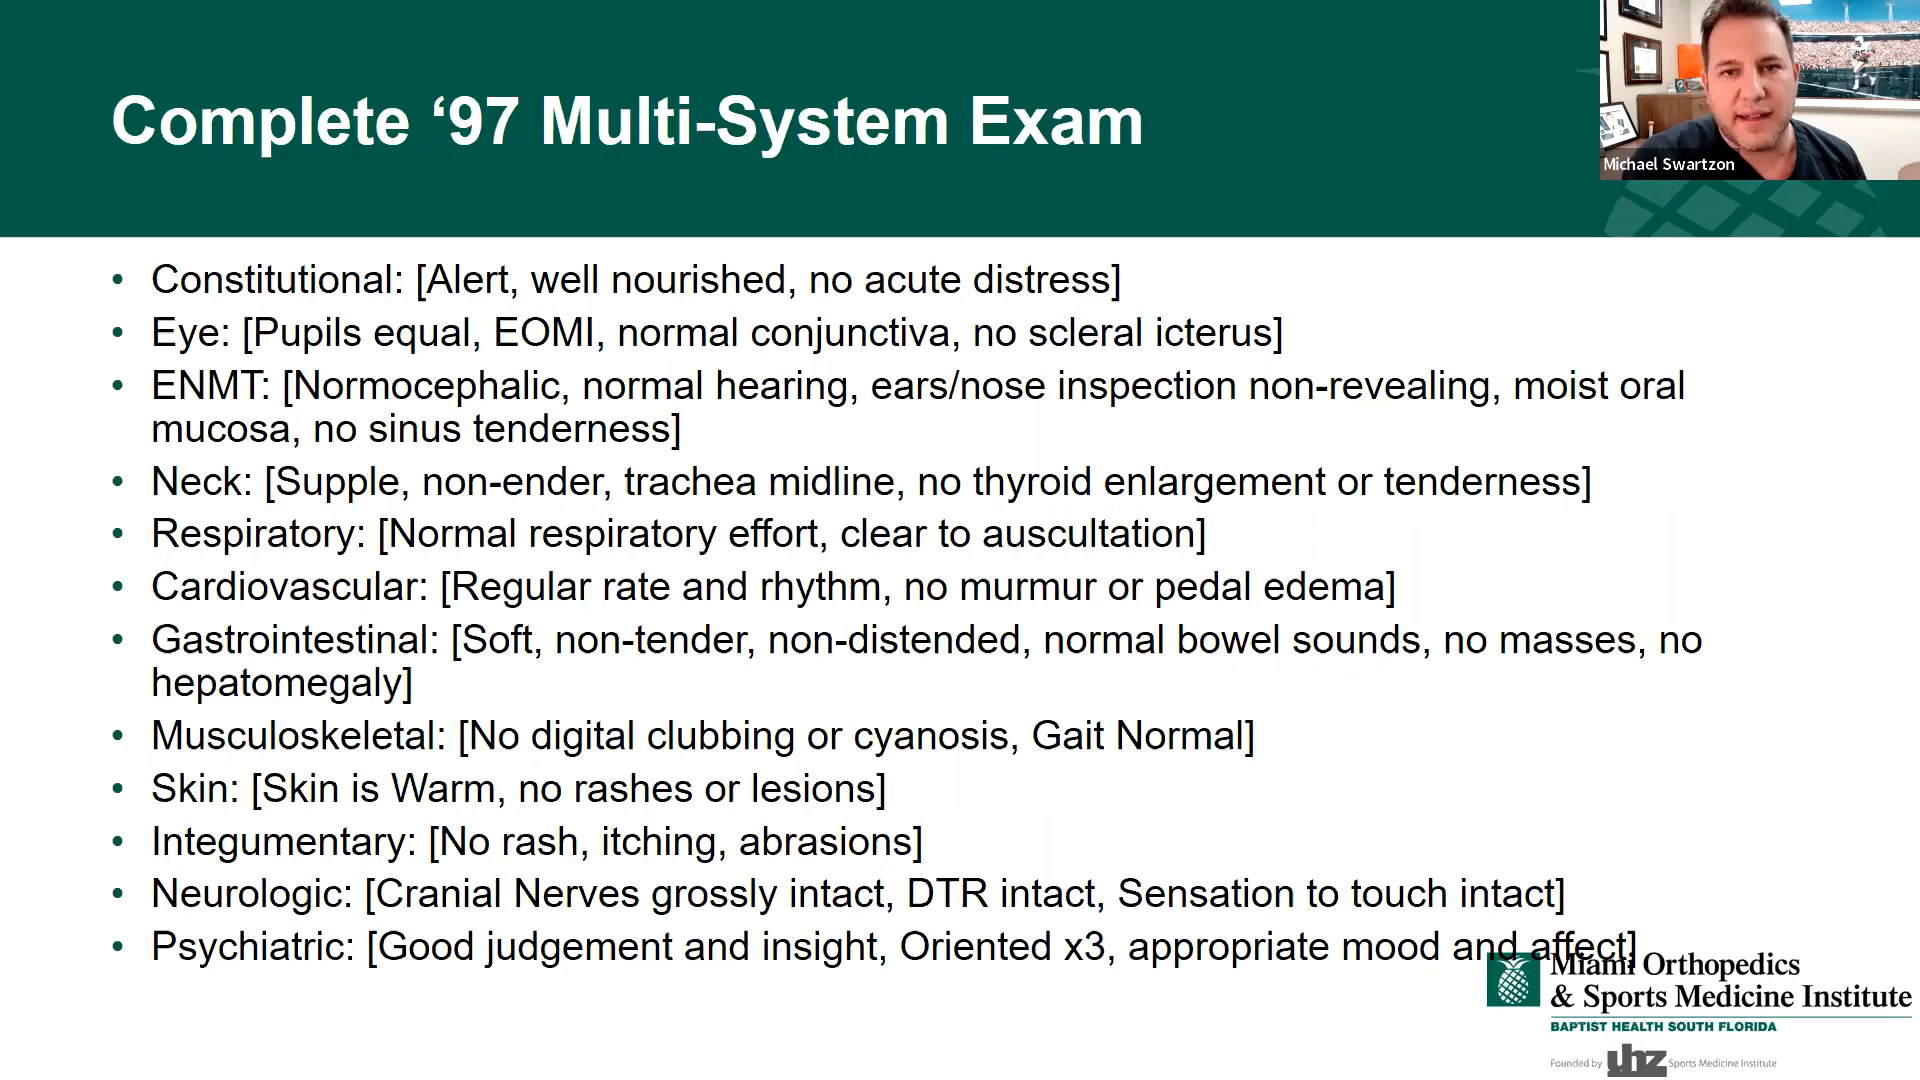 Complete ‘97 Multi-System Exam
Michael Swartzon
• Constitutional: [Alert, well nourished, no acute distress]
• Eye: [Pupils equal, EOMI, normal conjunctiva, no scleral icterus]
• ENMT: [Normocephalic, normal hearing, ears/nose inspection non-revealing, moist oral
mucosa, no sinus tenderness]
• Neck: [Supple, non-ender, trachea midline, no thyroid enlargement or tenderness]
• Respiratory: [Normal respiratory effort, clear to auscultation]
• Cardiovascular: [Regular rate and rhythm, no murmur or pedal edema]
• Gastrointestinal: [Soft, non-tender, non-distended, normal bowel sounds, no masses, no
hepatomegaly]
• Musculoskeletal: [No digital clubbing or cyanosis, Gait Normal]
• Skin: [Skin is Warm, no rashes or lesions]
• Integumentary: [No rash, itching, abrasions]
• Neurologic: [Cranial Nerves grossly intact, DTR intact, Sensation to touch intact]
• Psychiatric: [Good judgement and insight, Oriented x3, appropriate mood and affect]
Miami Orthopedics
& Sports Medicine Institute
BAPTIST HEALTH SOUTH FLORIDA
Founded by uhz Sports Medicine Institute